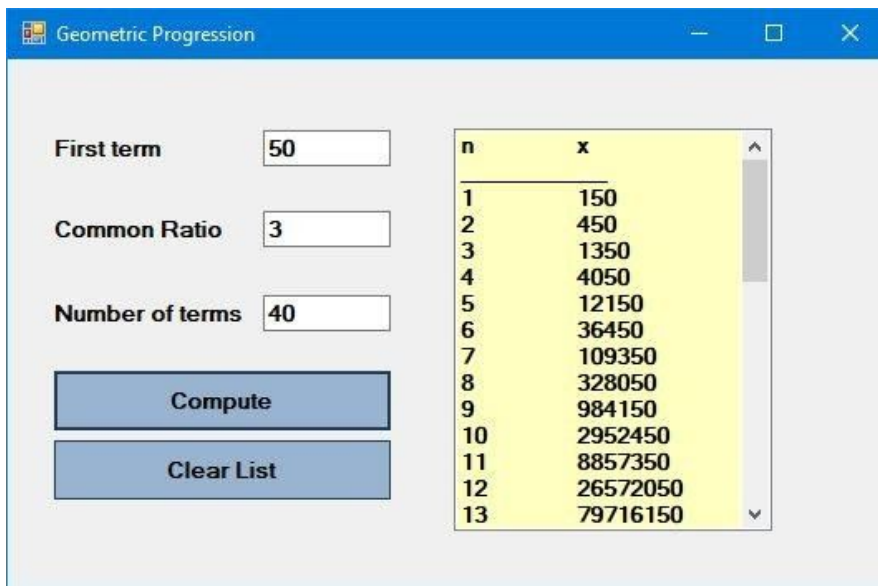 Geometric Progression
First term 50
Common Ratio 3
Number of terms 40
Compute
Clear List
n x
1 150
2 450
3 1350
4 4050
5 12150
6 36450
7 109350
8 328050
9 984150
10 2952450
11 8857350
12 26572050
13 79716150